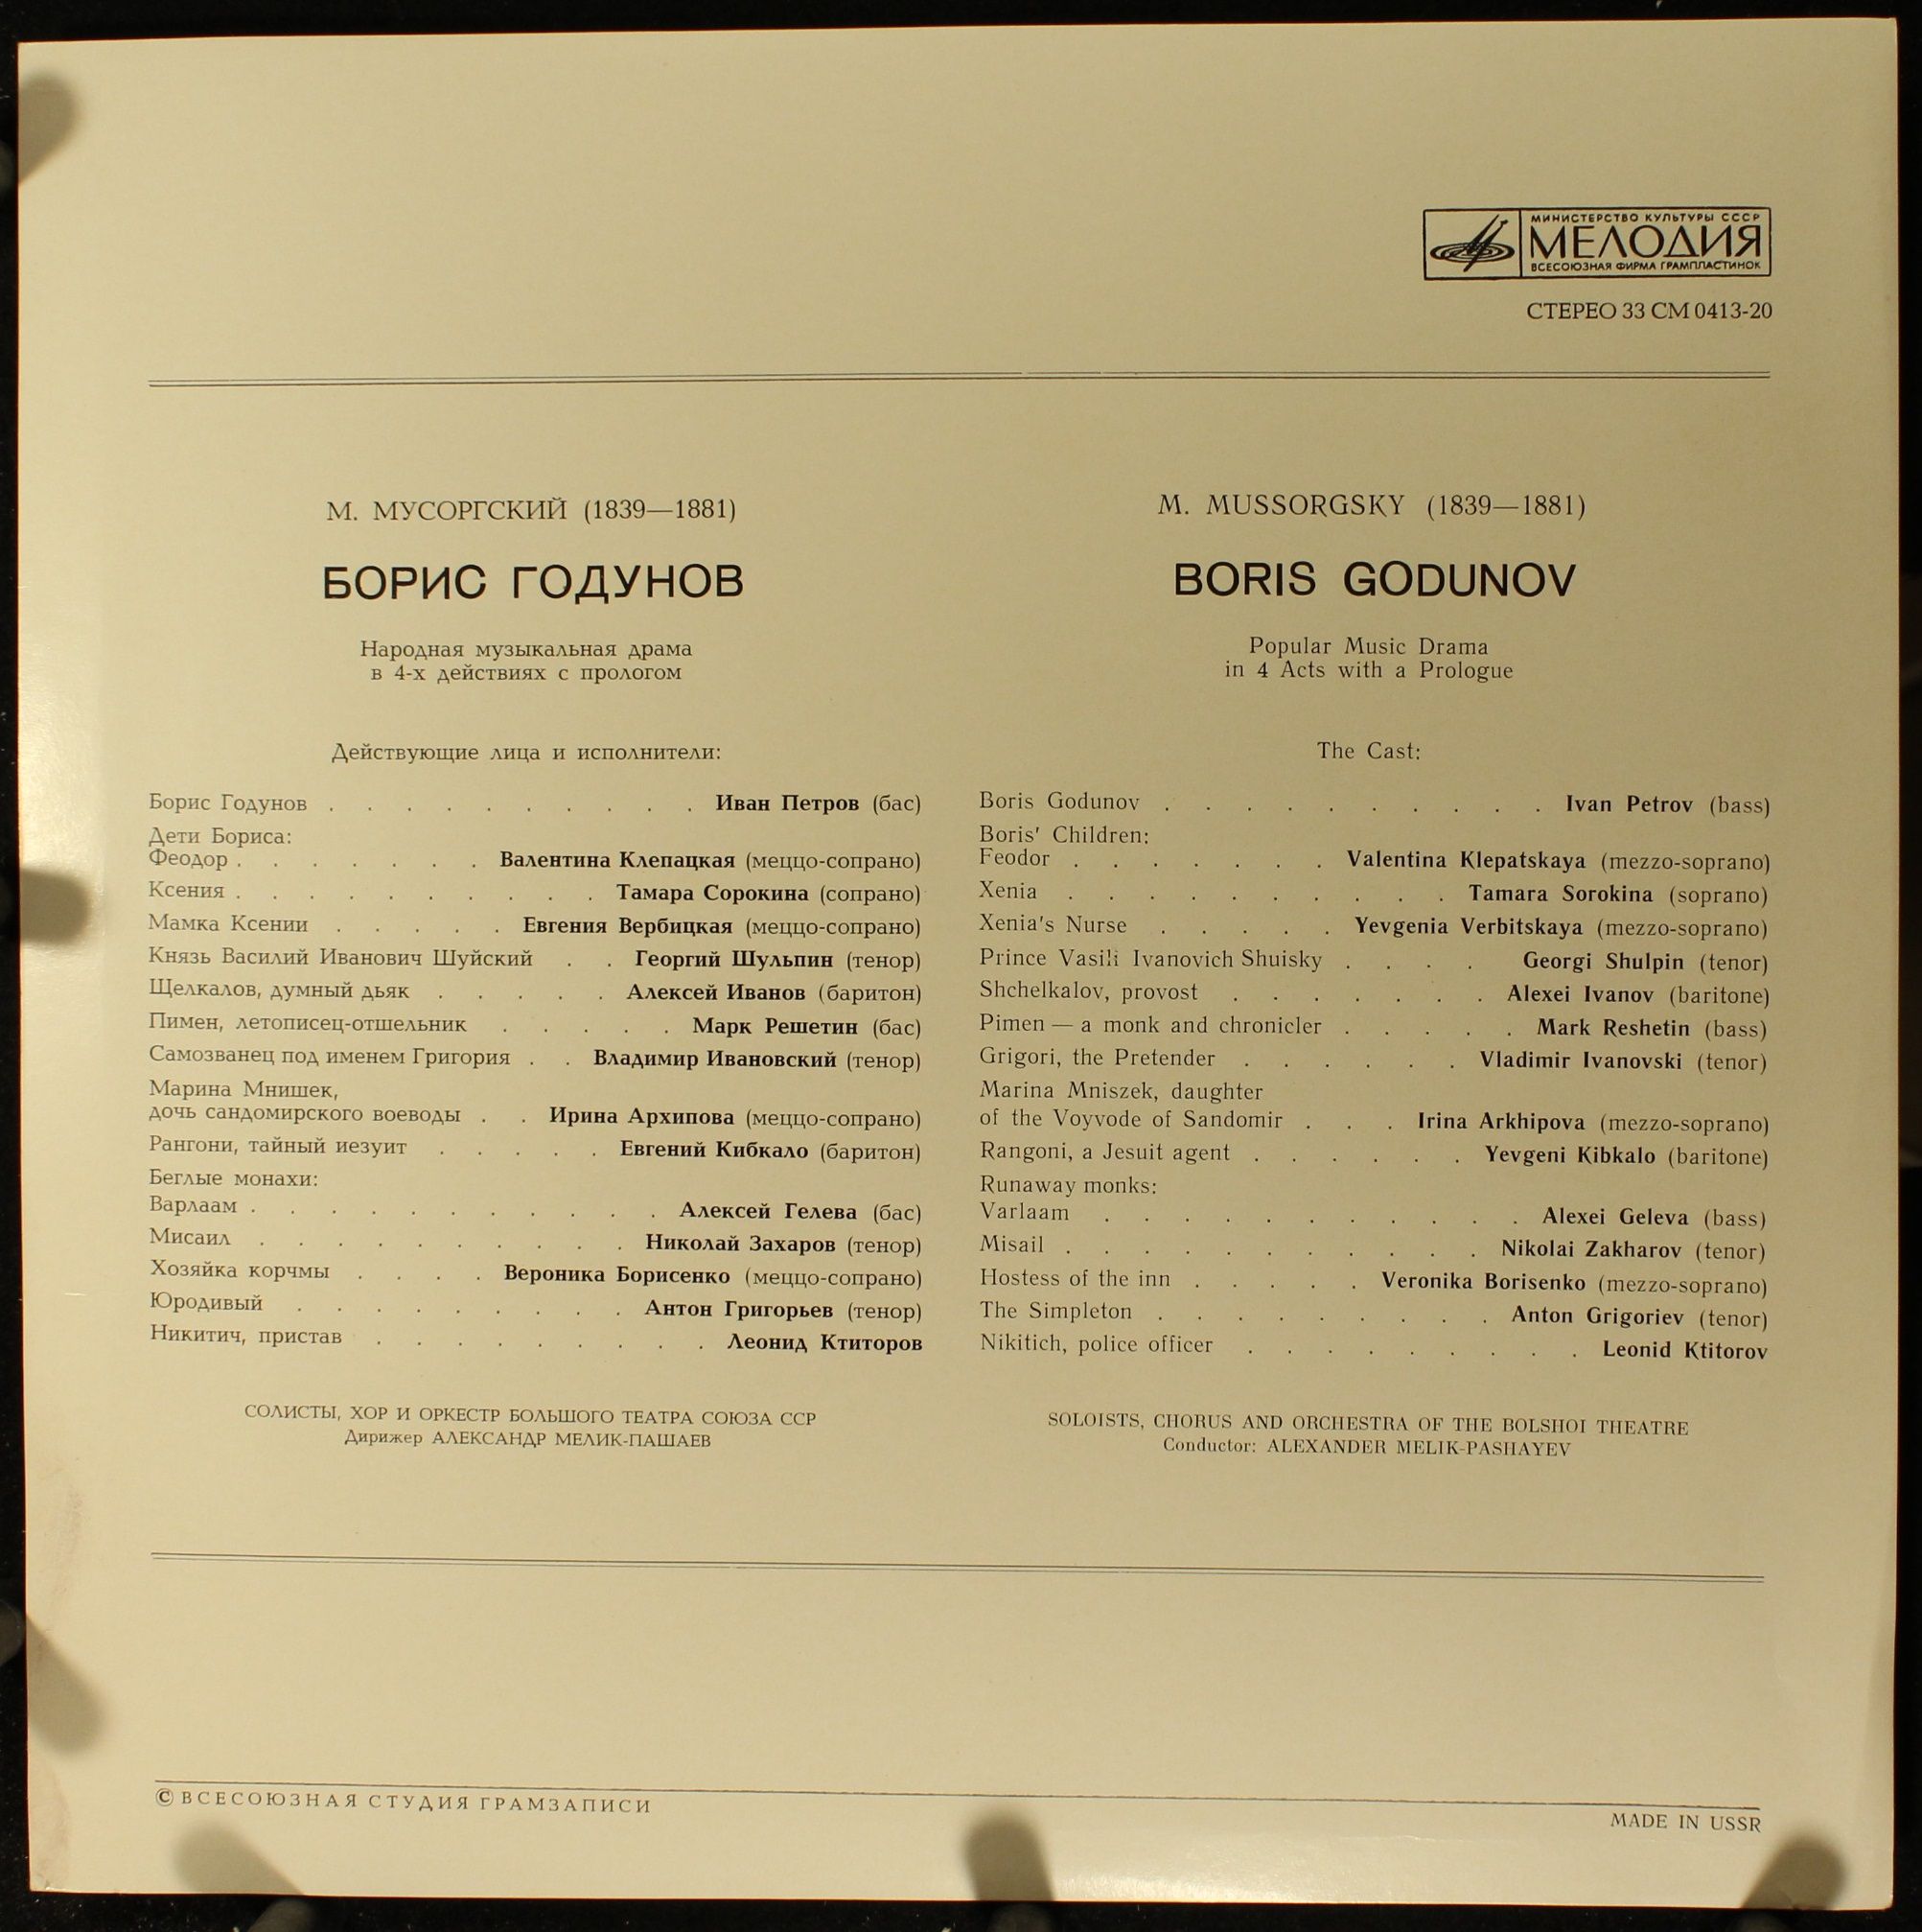 МИНИСТЕРСТВО КУЛЬТУРЫ СССР
МЕЛОДИЯ
ВСЕСОЮЗНАЯ ФИРМА ГРАМПЛАСТИНОК
СТЕРЕО 33 СМ 0413-20
М. МУСОРГСКИЙ (1839—1881)
БОРИС ГОДУНОВ
Народная музыкальная драма
в 4-х действиях с прологом
Действующие лица и исполнители:
Борис Годунов . . . . . . . . . . Иван Петров (бас)
Дети Бориса:
Феодор . . . . . . . Валентина Клепацкая (меццо-сопрано)
Ксения . . . . . . . . . . Тамара Сорокина (сопрано)
Мамка Ксении . . . . . Евгения Вербицкая (меццо-сопрано)
Князь Василий Иванович Шуйский . . Георгий Шульпин (тенор)
Щелкалов, думный дьяк . . . . . Алексей Иванов (баритон)
Пимен, летописец-отшельник . . . . . Марк Решетин (бас)
Самозванец под именем Григория . . Владимир Ивановский (тенор)
Марина Мнишек,
дочь сандомирского воеводы . . Ирина Архипова (меццо-сопрано)
Рангони, тайный иезуит . . . . . Евгений Кибкало (баритон)
Беглые монахи:
Варлаам . . . . . . . . . . . Алексей Гелева (бас)
Мисаил . . . . . . . . . . Николай Захаров (тенор)
Хозяйка корчмы . . . . Вероника Борисенко (меццо-сопрано)
Юродивый . . . . . . . . . Антон Григорьев (тенор)
Никитич, пристав . . . . . . . . . Леонид Ктиторов
СОЛИСТЫ, ХОР И ОРКЕСТР БОЛЬШОГО ТЕАТРА СОЮЗА ССР
Дирижер АЛЕКСАНДР МЕЛИК-ПАШАЕВ
M. MUSSORGSKY (1839—1881)
BORIS GODUNOV
Popular Music Drama
in 4 Acts with a Prologue
The Cast:
Boris Godunov . . . . . . . . . . Ivan Petrov (bass)
Boris' Children:
Feodor . . . . . . . Valentina Klepatskaya (mezzo-soprano)
Xenia . . . . . . . . . . Tamara Sorokina (soprano)
Xenia's Nurse . . . . . Yevgenia Verbitskaya (mezzo-soprano)
Prince Vasili Ivanovich Shuisky . . . . Georgi Shulpin (tenor)
Shchelkalov, provost . . . . . . . Alexei Ivanov (baritone)
Pimen — a monk and chronicler . . . . . Mark Reshetin (bass)
Grigori, the Pretender . . . . . . Vladimir Ivanovski (tenor)
Marina Mniszek, daughter
of the Voyvode of Sandomir . . . Irina Arkhipova (mezzo-soprano)
Rangoni, a Jesuit agent . . . . . . Yevgeni Kibkalo (baritone)
Runaway monks:
Varlaam . . . . . . . . . . . Alexei Geleva (bass)
Misail . . . . . . . . . . . Nikolai Zakharov (tenor)
Hostess of the inn . . . . . Veronika Borisenko (mezzo-soprano)
The Simpleton . . . . . . . . . Anton Grigoriev (tenor)
Nikitich, police officer . . . . . . . . . Leonid Ktitorov
SOLOISTS, CHORUS AND ORCHESTRA OF THE BOLSHOI THEATRE
Conductor: ALEXANDER MELIK-PASHAYEV
© ВСЕСОЮЗНАЯ СТУДИЯ ГРАМЗАПИСИ
MADE IN USSR